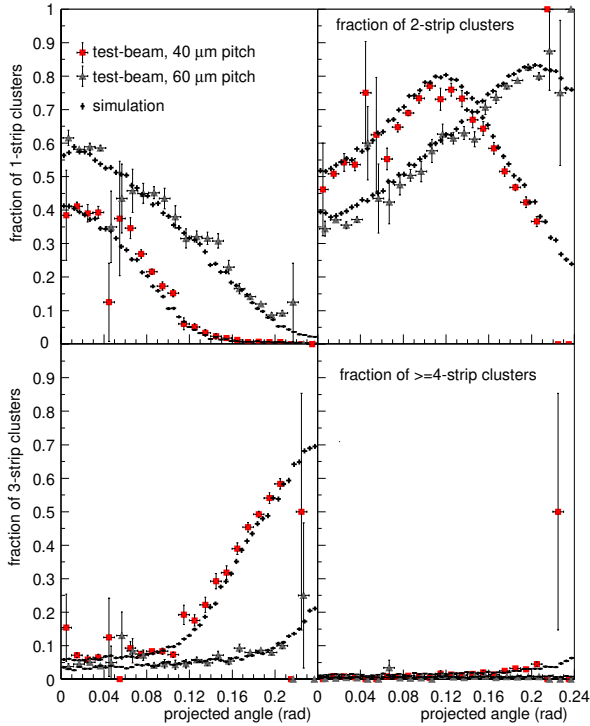 1
0.9
0.8
0.7
0.6
0.5
0.4
0.3
0.2
0.1
0
fraction of 1-strip clusters
test-beam, 40 μm pitch
test-beam, 60 μm pitch
simulation
fraction of 2-strip clusters
0.9
0.8
0.7
0.6
0.5
0.4
0.3
0.2
0.1
0
fraction of 3-strip clusters
fraction of >=4-strip clusters
0 0.04 0.08 0.12 0.16 0.2
projected angle (rad)
0.04 0.08 0.12 0.16 0.20 0.24
projected angle (rad)